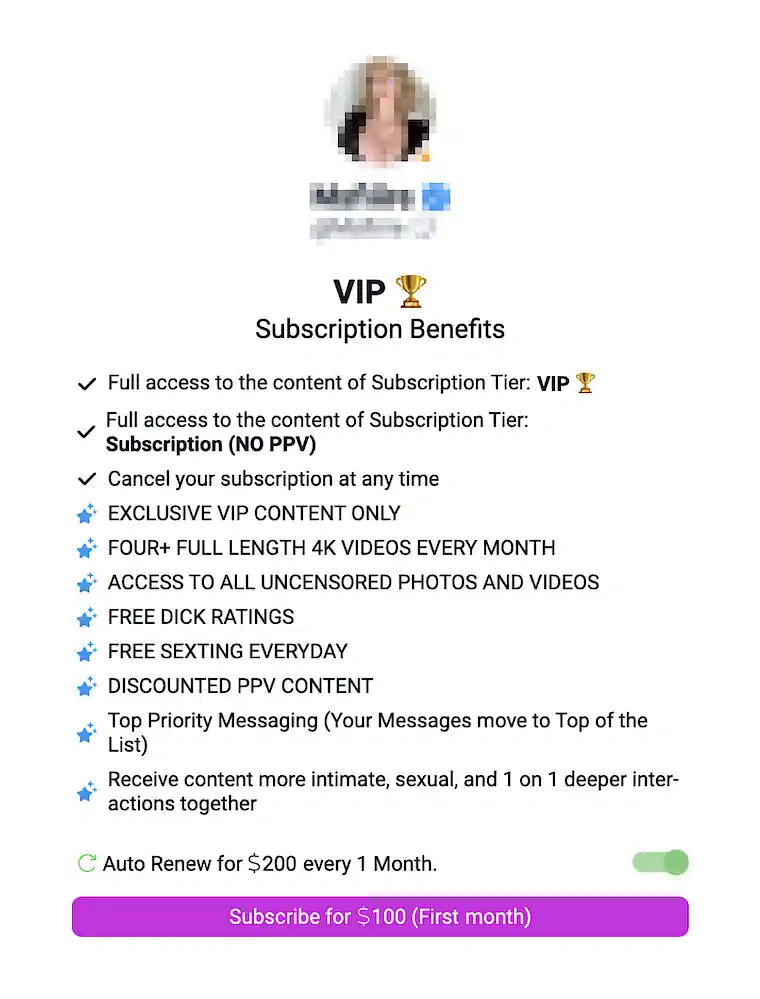 VIP 🏆
Subscription Benefits
Full access to the content of Subscription Tier: VIP 🏆
Full access to the content of Subscription Tier:
Subscription (NO PPV)
Cancel your subscription at any time
EXCLUSIVE VIP CONTENT ONLY
FOUR+ FULL LENGTH 4K VIDEOS EVERY MONTH
ACCESS TO ALL UNCENSORED PHOTOS AND VIDEOS
FREE DICK RATINGS
FREE SEXTING EVERYDAY
DISCOUNTED PPV CONTENT
Top Priority Messaging (Your Messages move to Top of the
List)
Receive content more intimate, sexual, and 1 on 1 deeper inter-
actions together
Auto Renew for $200 every 1 Month.
Subscribe for $100 (First month)